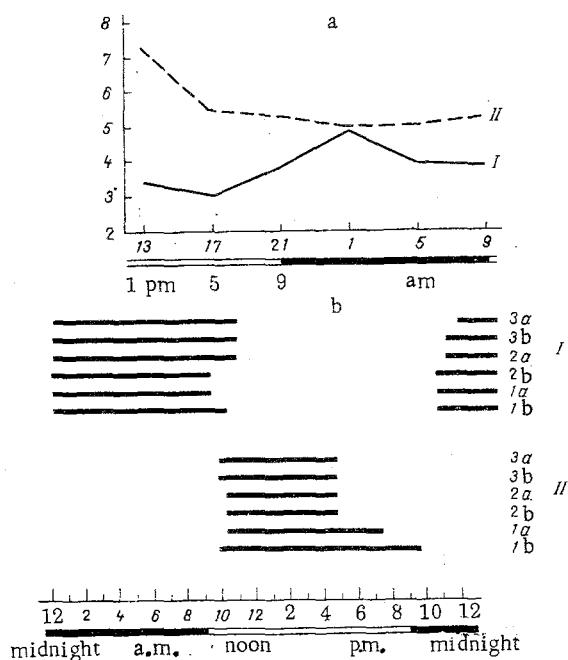 a
8
7
6
5
4
3
2
II
I
13 17 21 1 5 9
1 pm 5 9 am
b
3a
3b
2a I
2b
1a
1b
3a
3b
2a. II
2b
1a
1b
12 2 4 6 8 10 12 2 4 6 8 10 12
midnight a.m. noon p.m. midnight